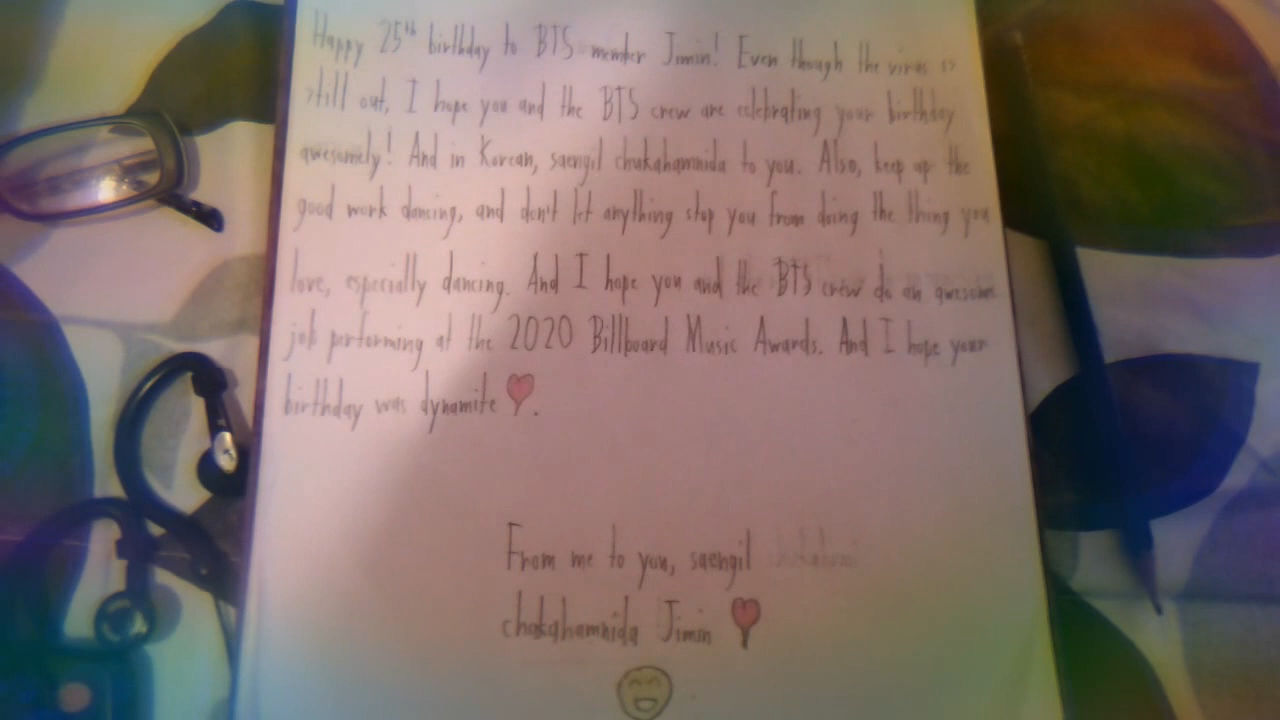 Happy 25th birthday to BTS member Jimin! Even though the virus is
still out, I hope you and the BTS crew are celebrating your birthday
awesomely! And in Korean, saengil chukahamnida to you. Also, keep up the
good work dancing, and don't let anything stop you from doing the thing you
love, especially dancing. And I hope you and the BTS crew do an awesome
job performing at the 2020 Billboard Music Awards. And I hope your
birthday was dynamite
From me to you, saengil
chukahamnida Jimin